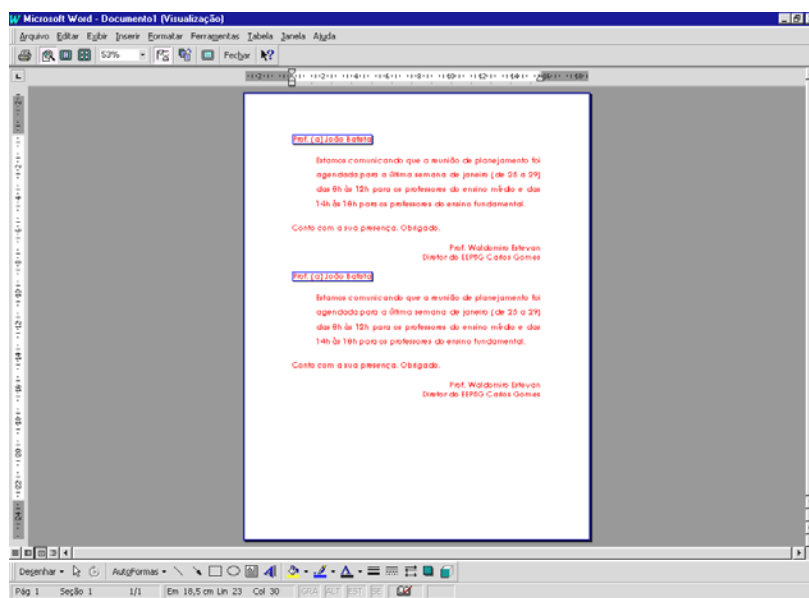 Microsoft Word - Documento1 (Visualização)
Arquivo Editar Exibir Inserir Formatar Ferramentas Tabela Janela Ajuda
53% Fechar
Prof. (a) João Batista
Estamos comunicando que a reunião de planejamento foi
agendada para a última semana de janeiro (de 25 a 29)
das 8h às 12h para os professores do ensino médio e das
14h às 18h para os professores do ensino fundamental.
Conto com a sua presença. Obrigado.
Prof. Waldomiro Estevan
Diretor da EEPSG Carlos Gomes
Prof. (a) João Batista
Estamos comunicando que a reunião de planejamento foi
agendada para a última semana de janeiro (de 25 a 29)
das 8h às 12h para os professores do ensino médio e das
14h às 18h para os professores do ensino fundamental.
Conto com a sua presença. Obrigado.
Prof. Waldomiro Estevan
Diretor da EEPSG Carlos Gomes
Desenhar AutoFormas
Pág 1 Seção 1 1/1 Em 18,5 cm Lin 23 Col 30 GRA ALT EST SE